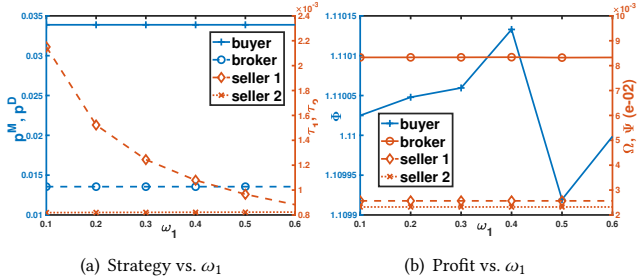 ×10⁻³
0.035
0.03
0.025
0.02
0.015
0.01
p^M, p^D
2.4
2.2
2
1.8
1.6
1.4
1.2
1
0.8
τ₁, τ₂
buyer
broker
seller 1
seller 2
0.1 0.2 0.3 0.4 0.5 0.6
ω₁
(a) Strategy vs. ω₁
×10⁻³
1.11015
1.1101
1.11005
1.11
1.10995
1.1099
Φ
10
9
8
7
6
5
4
3
2
Ω, Ψ (e-02)
buyer
broker
seller 1
seller 2
0.1 0.2 0.3 0.4 0.5 0.6
ω₁
(b) Profit vs. ω₁